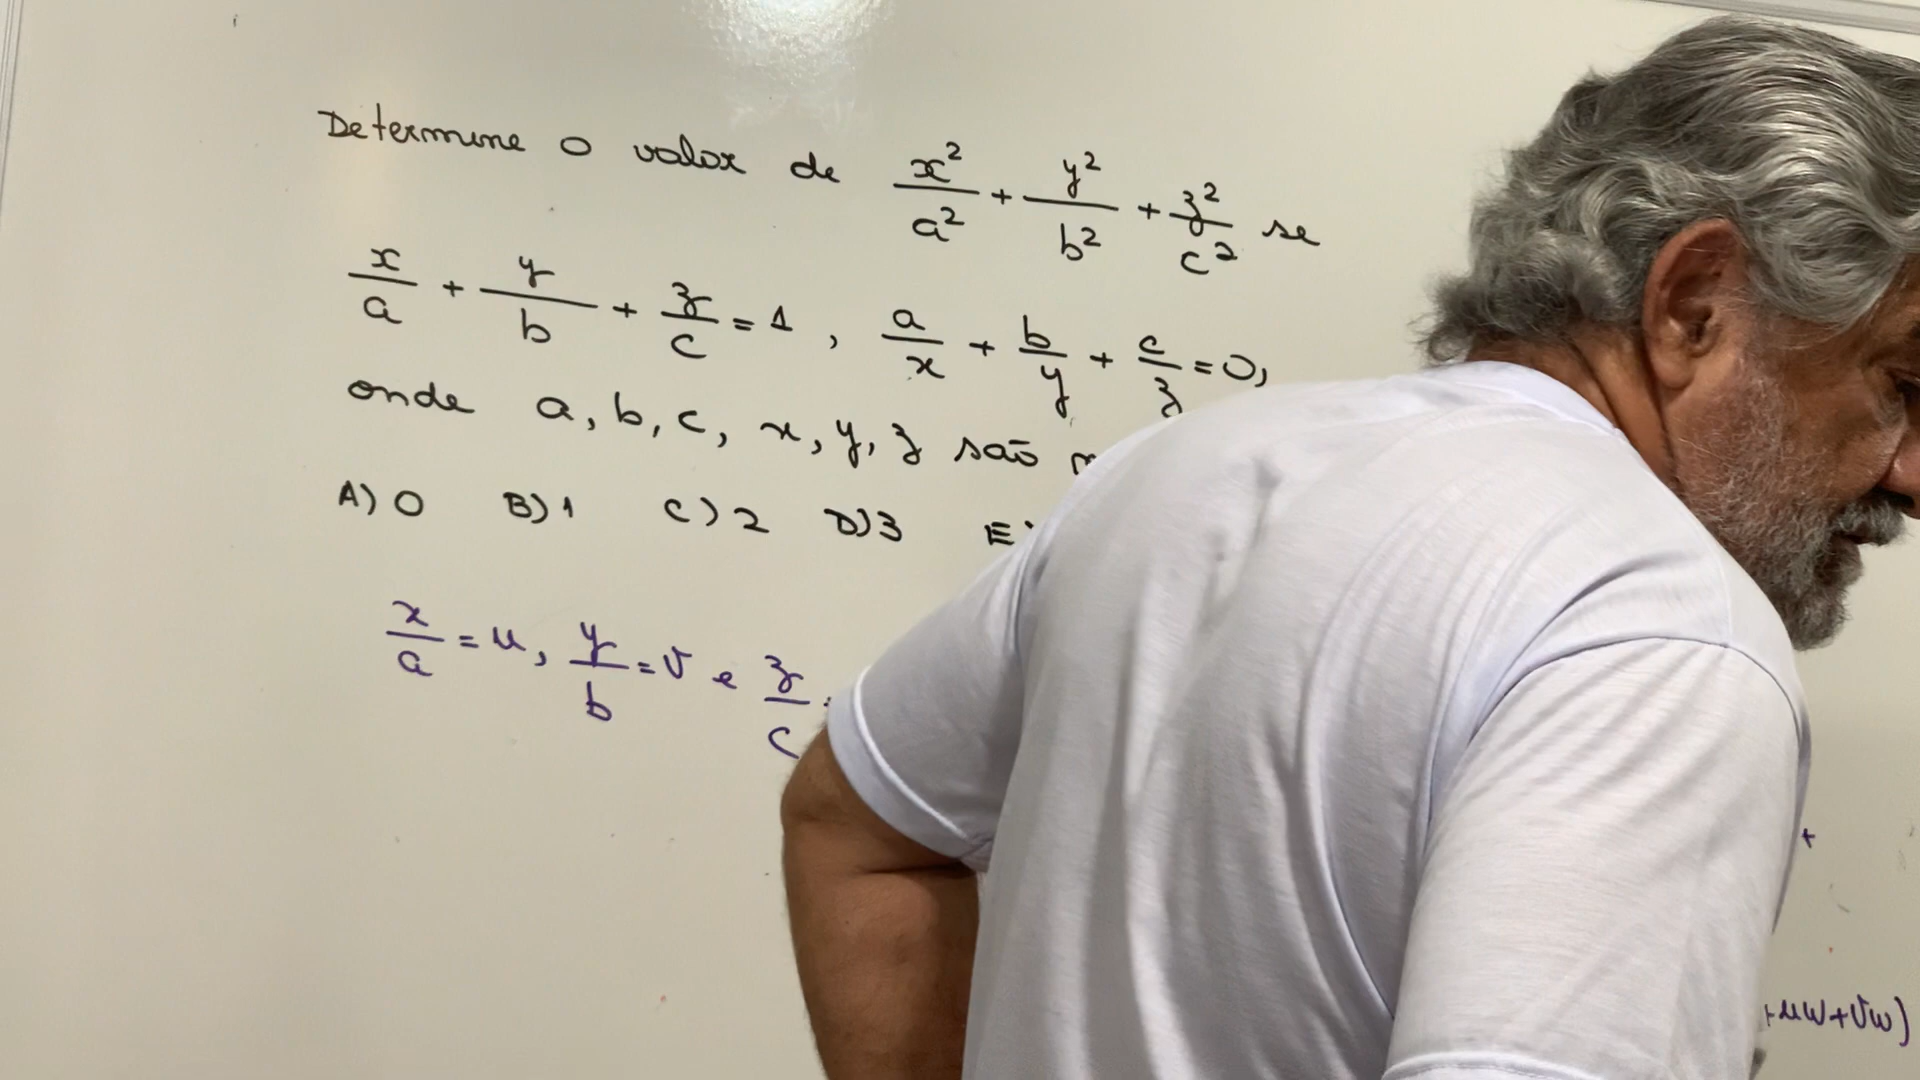 Determine o valor de x²/a² + y²/b² + z²/c² se
x/a + y/b + z/c = 1, a/x + b/y + c/z = 0,
onde a, b, c, x, y, z são
A) 0 B) 1 C) 2 D) 3 E
x/a = u, y/b = v e z/c
+
+uw+vw)